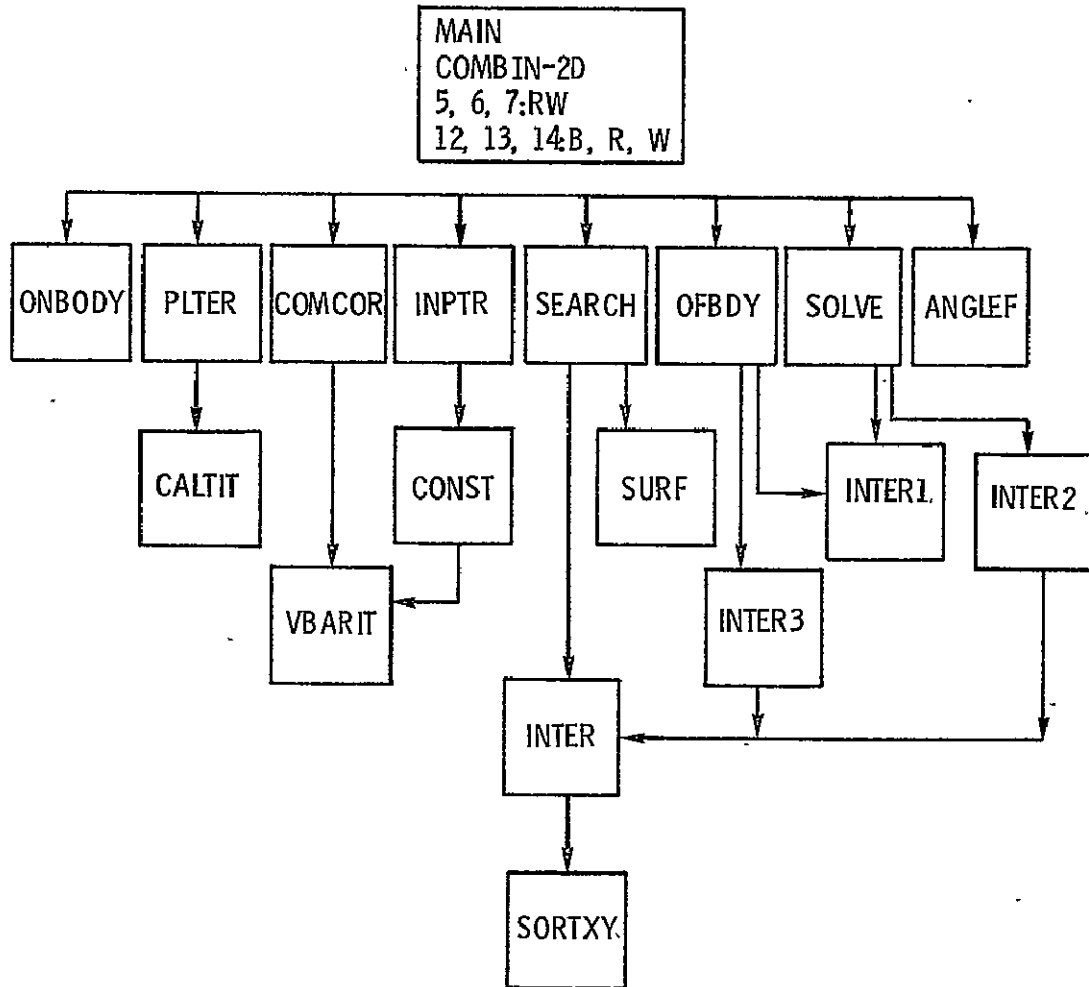 MAIN
COMBIN-2D
5, 6, 7:RW
12, 13, 14:B, R, W
ONBODY
PLTER
COMCOR
INPTR
SEARCH
OFBDY
SOLVE
ANGLEF
CALTIT
CONST
SURF
INTER1
INTER2
VBARIT
INTER3
INTER
SORTXY